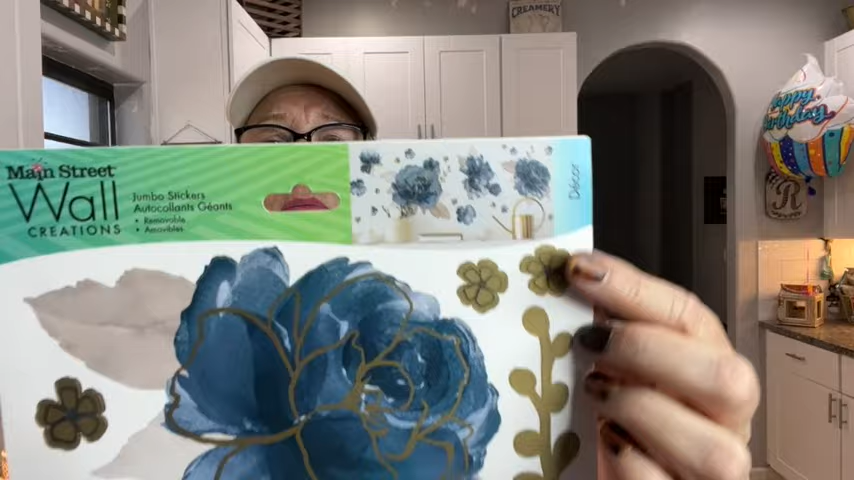 CREAMERY
Happy
Birthday
R
Main Street
Wall
CREATIONS
Jumbo Stickers
Autocollants Géants
• Removable
• Amovibles
Décor